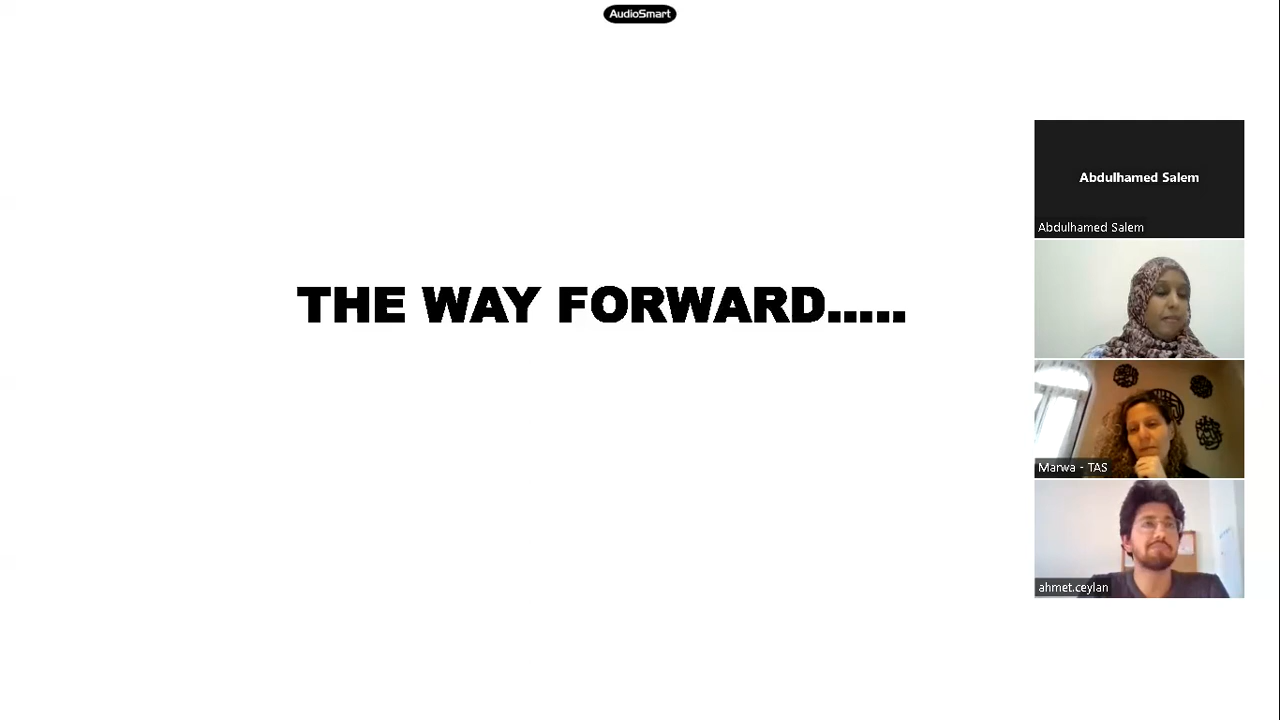 AudioSmart
THE WAY FORWARD.....
Abdulhamed Salem
Abdulhamed Salem
Marwa - TAS
ahmet.ceylan